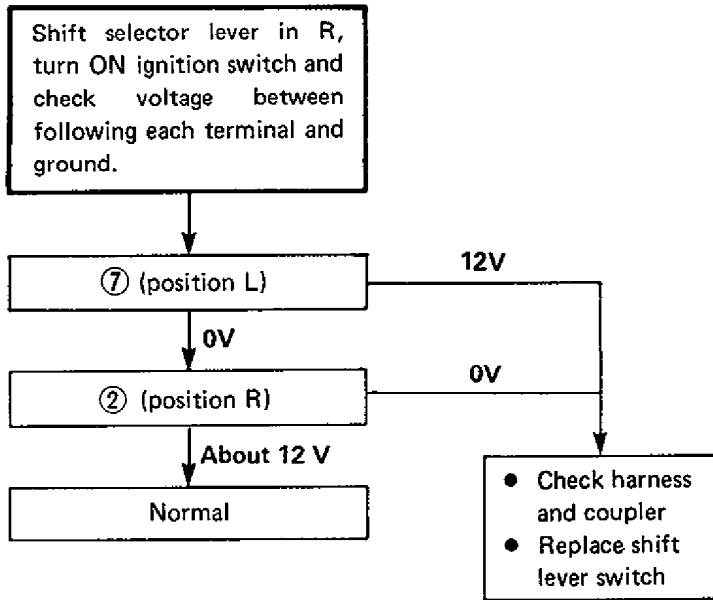 Shift selector lever in R,
turn ON ignition switch and
check voltage between
following each terminal and
ground.
⑦ (position L)
12V
0V
② (position R)
0V
About 12 V
Normal
● Check harness
and coupler
● Replace shift
lever switch